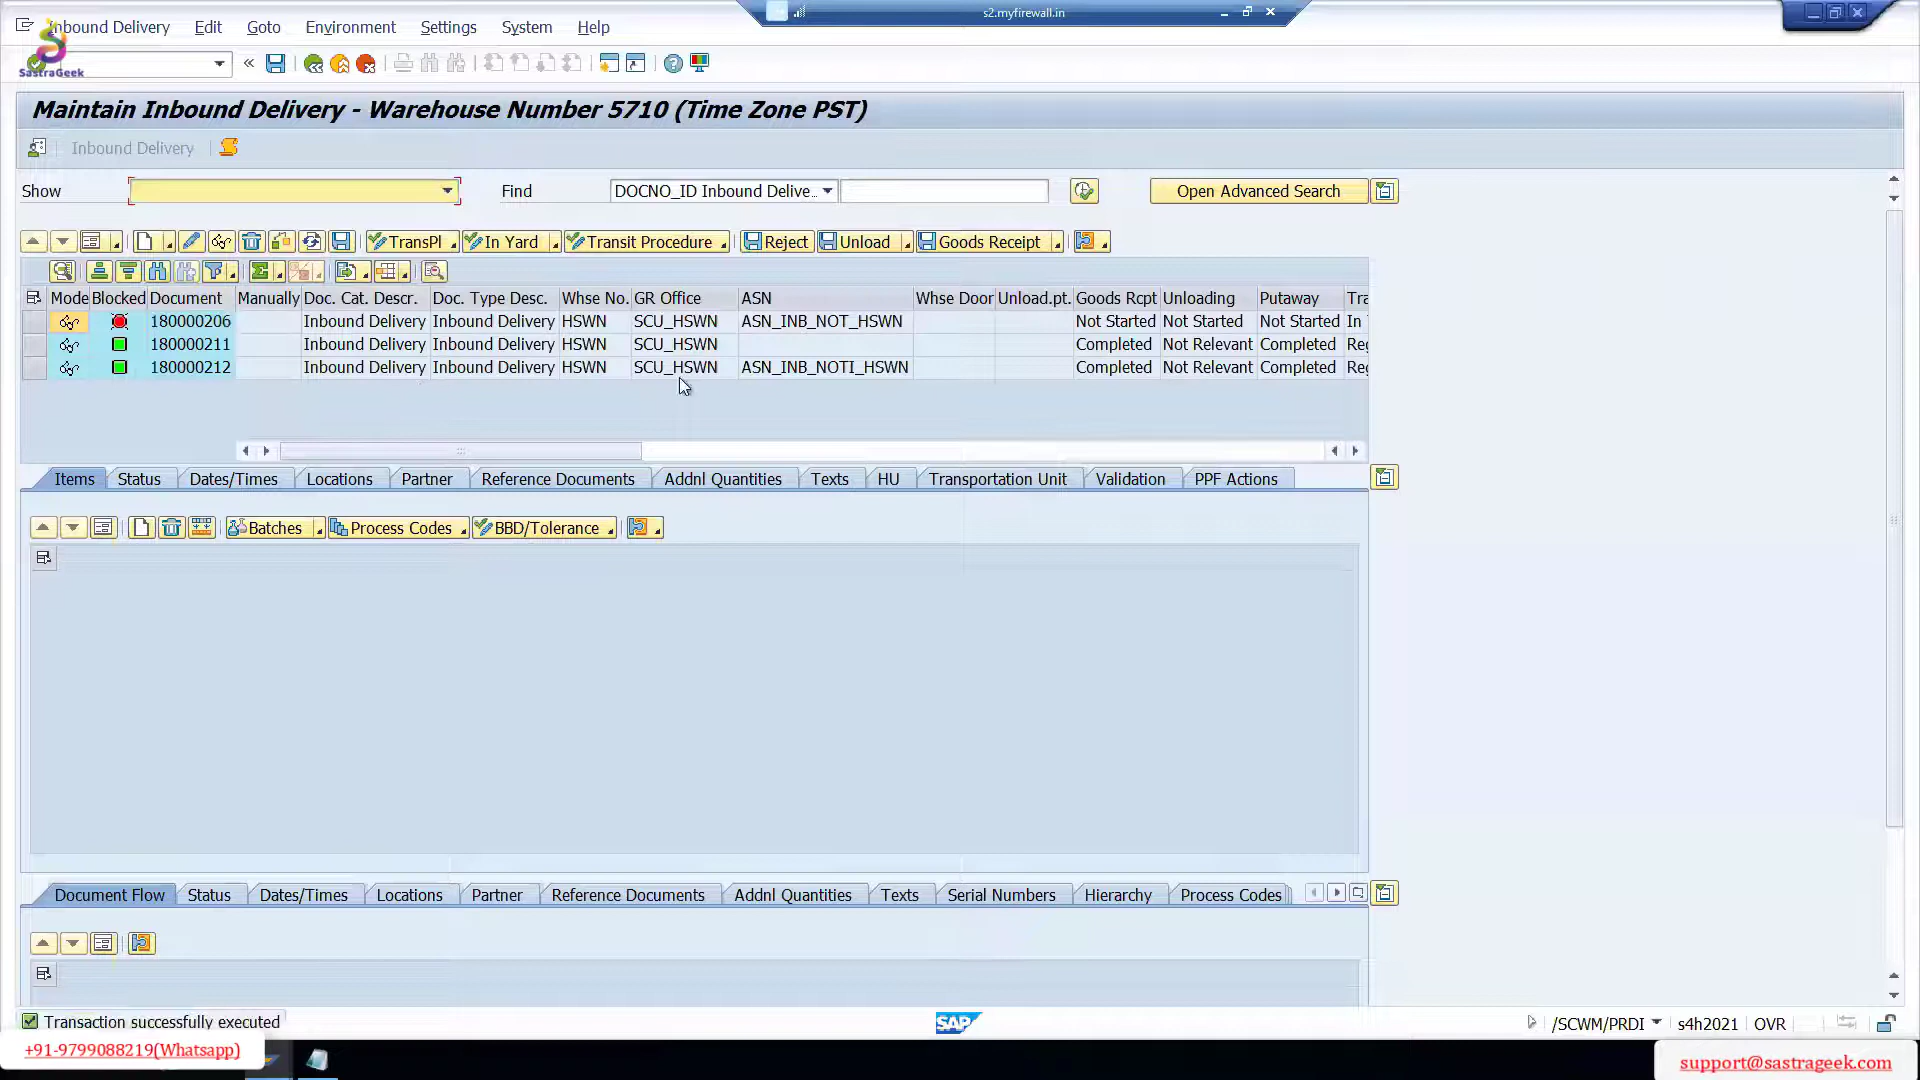 s2.myfirewall.in
Inbound Delivery Edit Goto Environment Settings System Help
SastraGeek
Maintain Inbound Delivery - Warehouse Number 5710 (Time Zone PST)
Inbound Delivery
Show Find DOCNO_ID Inbound Delive.. Open Advanced Search
TransPl In Yard Transit Procedure Reject Unload Goods Receipt
Mode Blocked Document Manually Doc. Cat. Descr. Doc. Type Desc. Whse No. GR Office ASN Whse Door Unload.pt. Goods Rcpt Unloading Putaway Tra
180000206 Inbound Delivery Inbound Delivery HSWN SCU_HSWN ASN_INB_NOT_HSWN Not Started Not Started Not Started In
180000211 Inbound Delivery Inbound Delivery HSWN SCU_HSWN Completed Not Relevant Completed Re
180000212 Inbound Delivery Inbound Delivery HSWN SCU_HSWN ASN_INB_NOTI_HSWN Completed Not Relevant Completed Re
Items Status Dates/Times Locations Partner Reference Documents Addnl Quantities Texts HU Transportation Unit Validation PPF Actions
Batches Process Codes BBD/Tolerance
Document Flow Status Dates/Times Locations Partner Reference Documents Addnl Quantities Texts Serial Numbers Hierarchy Process Codes
Transaction successfully executed SAP /SCWM/PRDI s4h2021 OVR
+91-9799088219(Whatsapp)
support@sastrageek.com